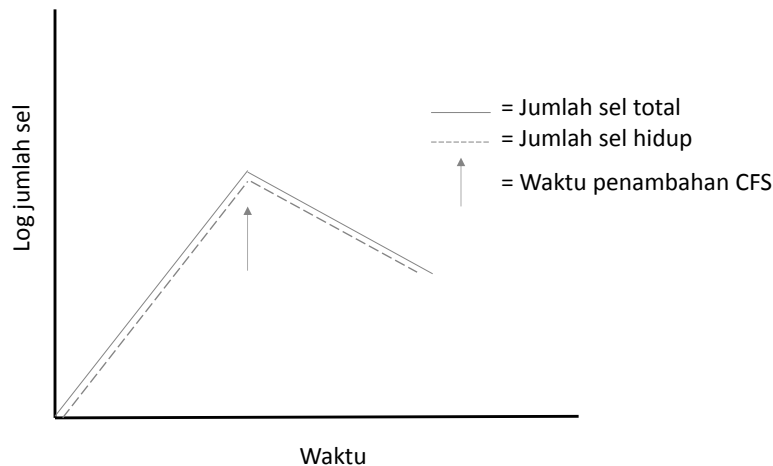 Log jumlah sel
= Jumlah sel total
= Jumlah sel hidup
= Waktu penambahan CFS
Waktu